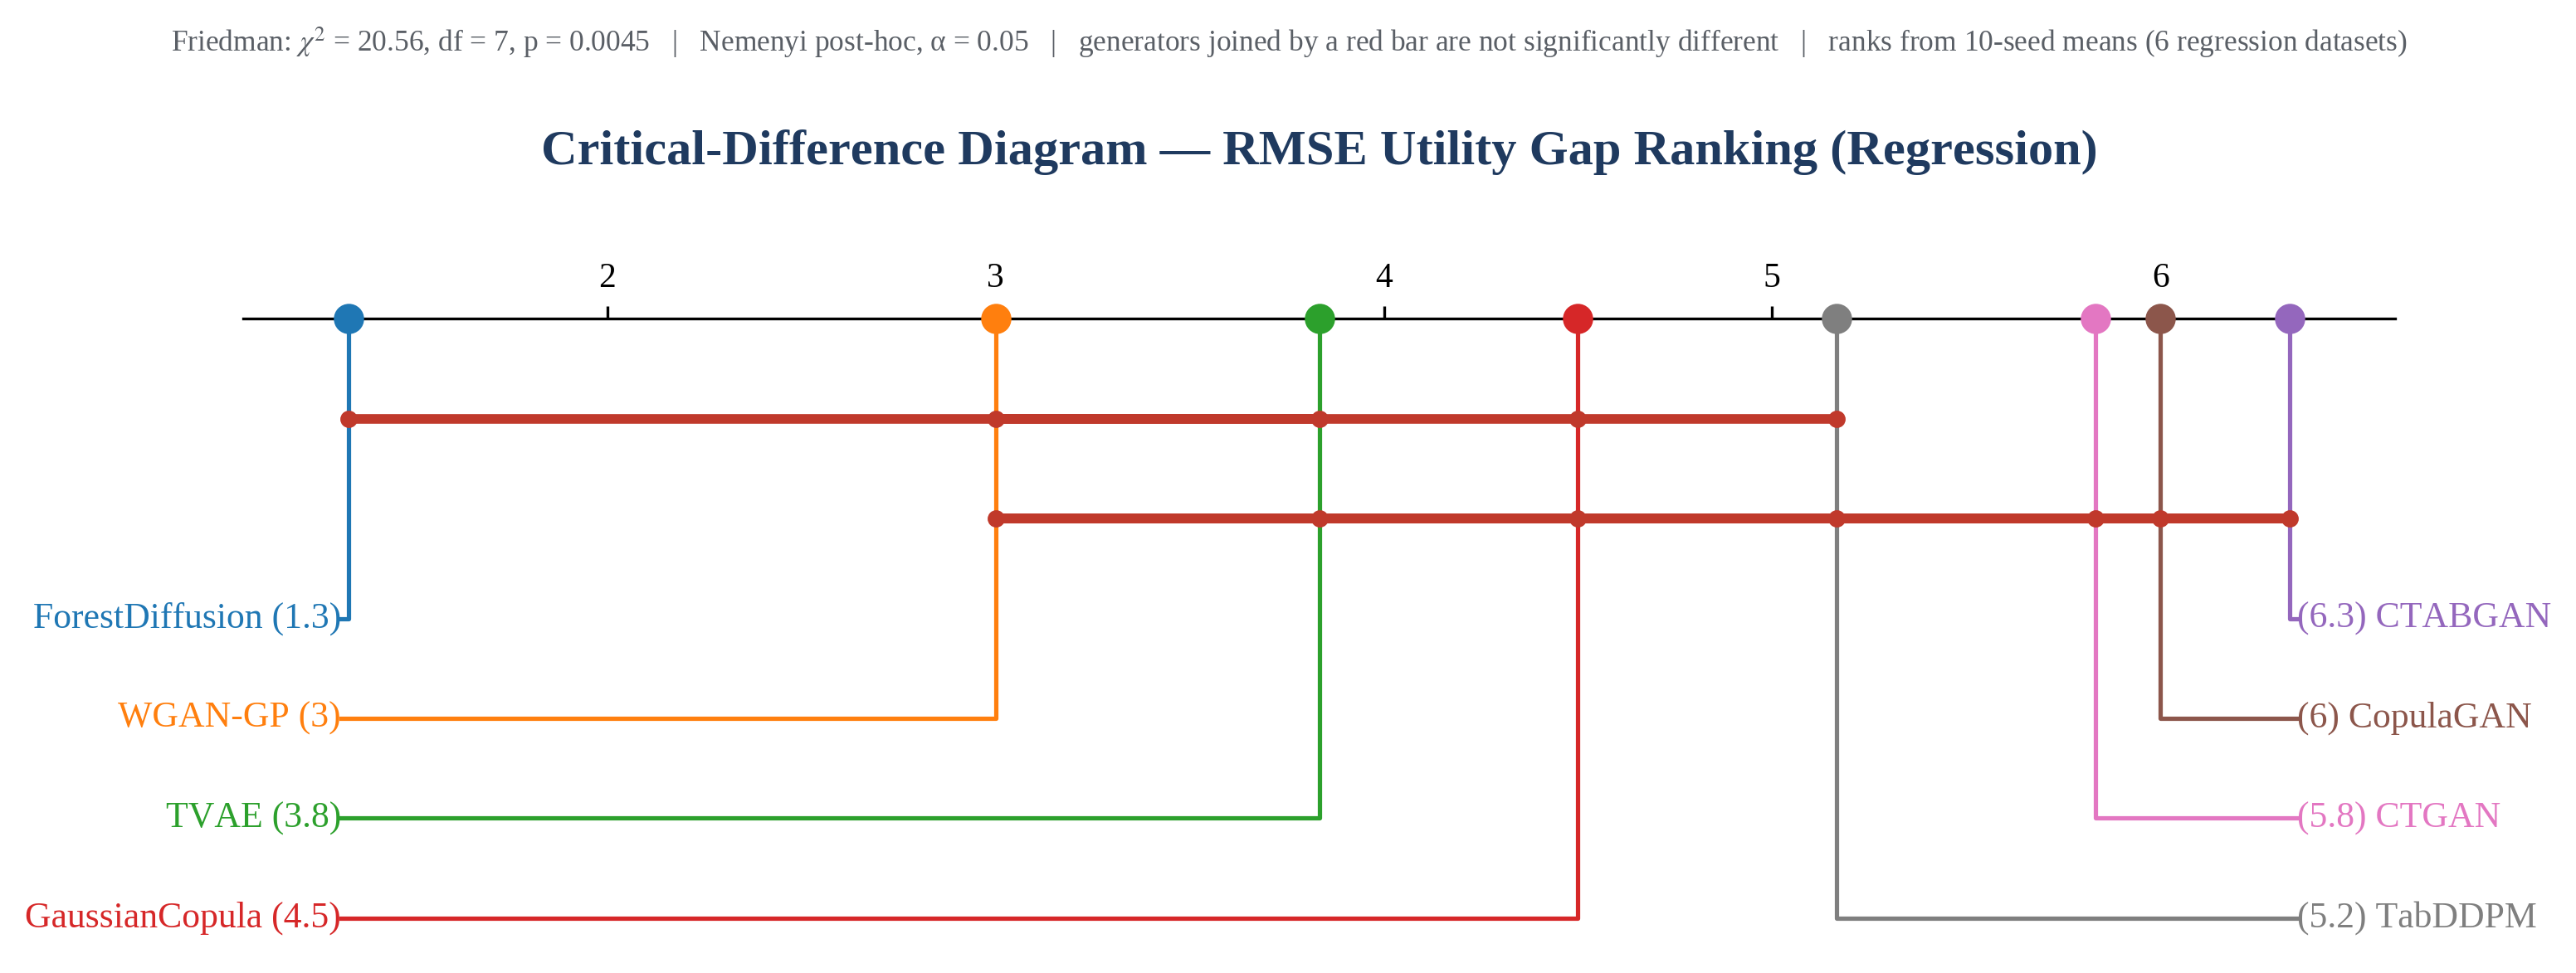 Friedman: χ² = 20.56, df = 7, p = 0.0045 | Nemenyi post-hoc, α = 0.05 | generators joined by a red bar are not significantly different | ranks from 10-seed means (6 regression datasets)
Critical-Difference Diagram — RMSE Utility Gap Ranking (Regression)
2 3 4 5 6
ForestDiffusion (1.3) (6.3) CTABGAN
WGAN-GP (3) (6) CopulaGAN
TVAE (3.8) (5.8) CTGAN
GaussianCopula (4.5) (5.2) TabDDPM